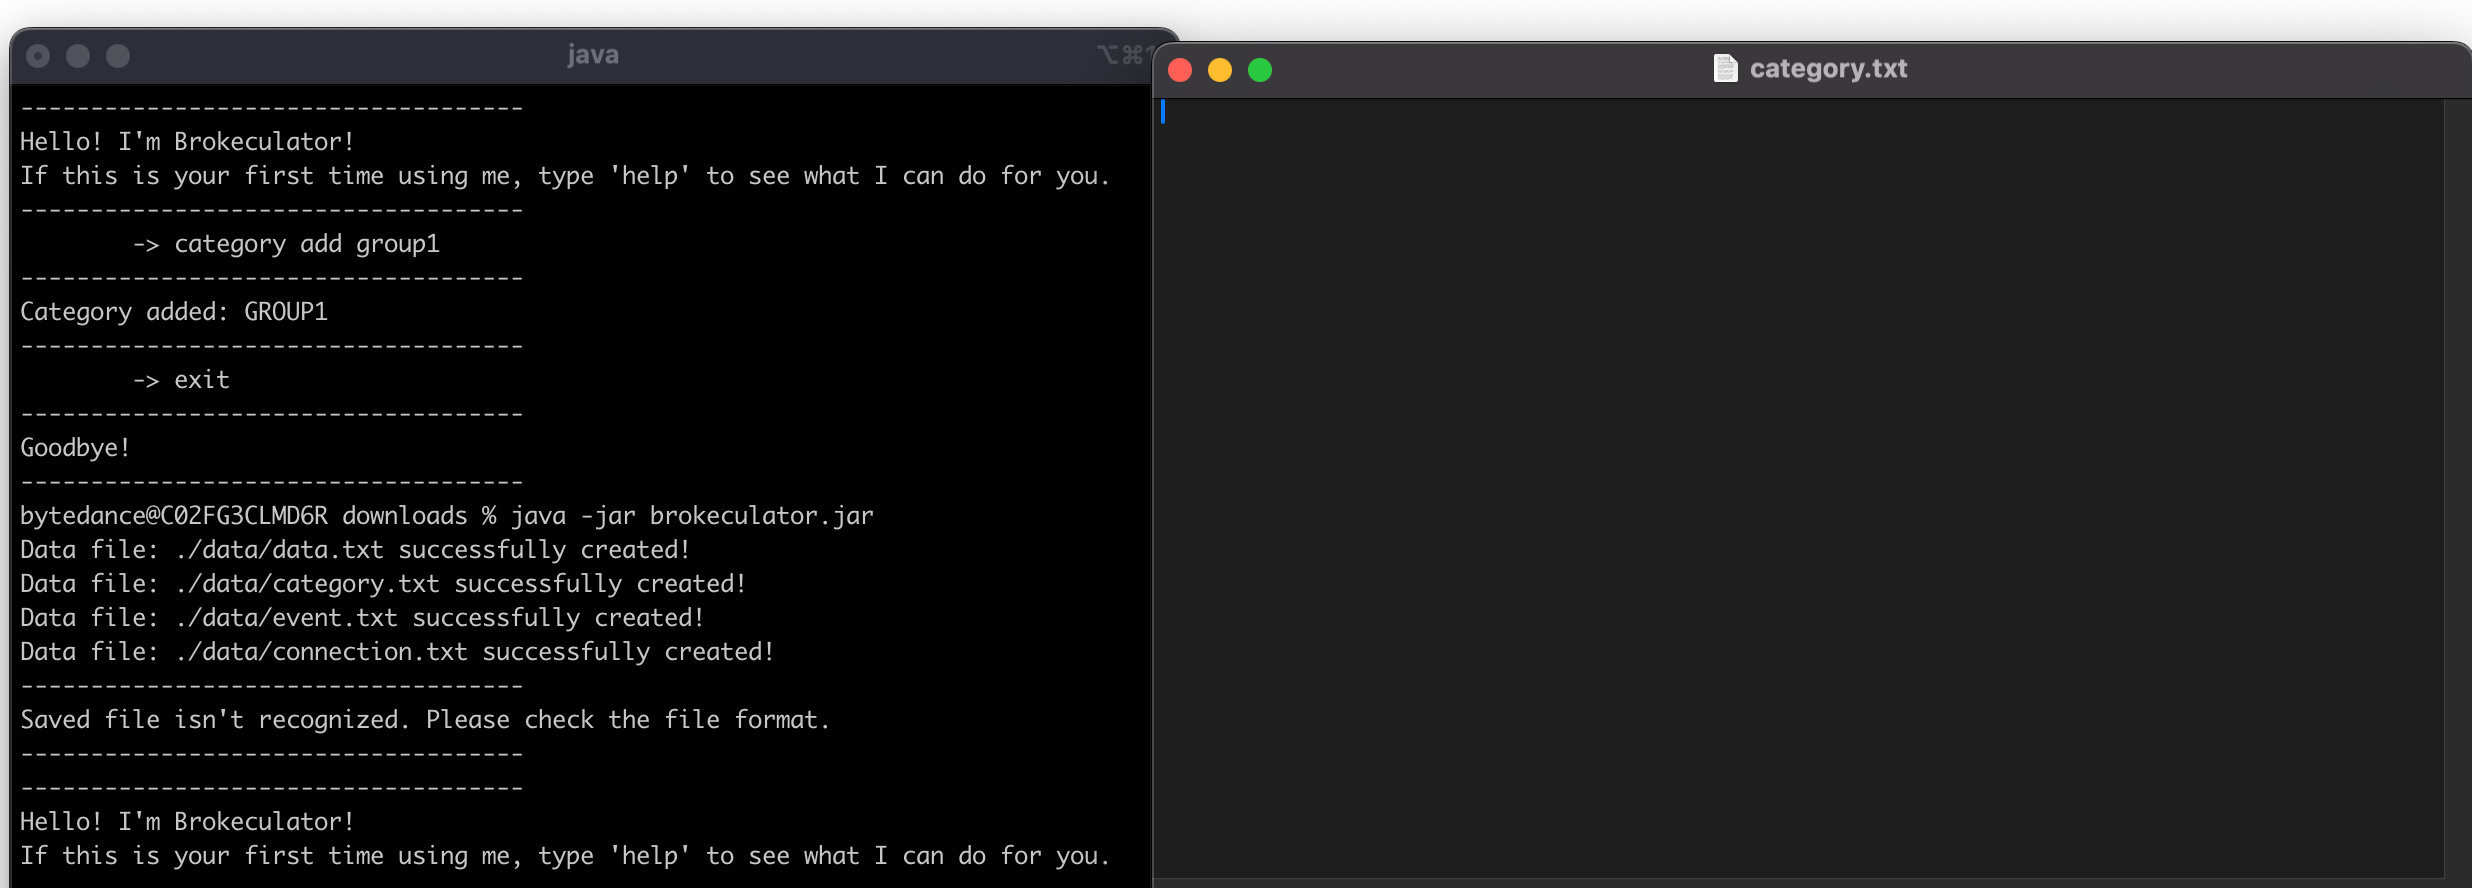 java
⌥⌘1
------------------------------------
Hello! I'm Brokeculator!
If this is your first time using me, type 'help' to see what I can do for you.
------------------------------------
-> category add group1
------------------------------------
Category added: GROUP1
------------------------------------
-> exit
------------------------------------
Goodbye!
------------------------------------
bytedance@C02FG3CLMD6R downloads % java -jar brokeculator.jar
Data file: ./data/data.txt successfully created!
Data file: ./data/category.txt successfully created!
Data file: ./data/event.txt successfully created!
Data file: ./data/connection.txt successfully created!
------------------------------------
Saved file isn't recognized. Please check the file format.
------------------------------------
------------------------------------
Hello! I'm Brokeculator!
If this is your first time using me, type 'help' to see what I can do for you.
category.txt